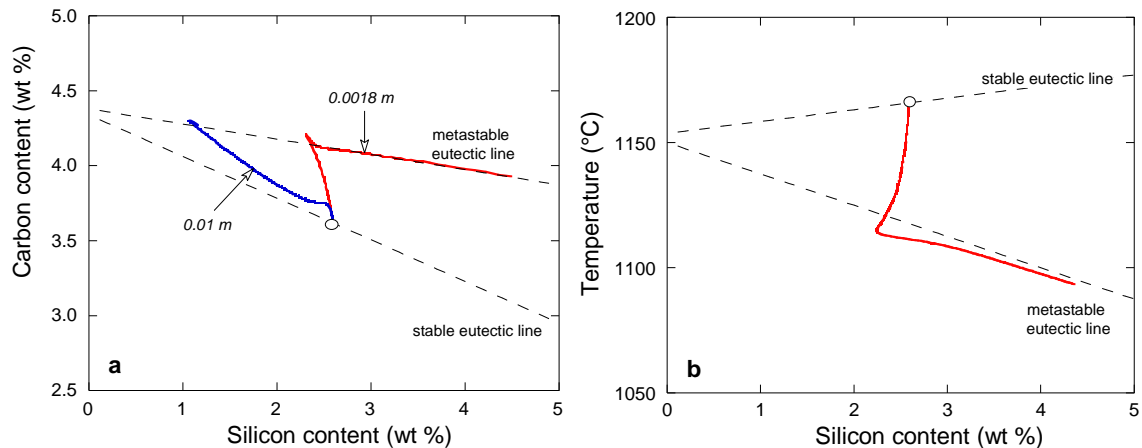 5.0
4.5
4.0
3.5
3.0
2.5
Carbon content (wt %)
0.0018 m
metastable
eutectic line
0.01 m
stable eutectic line
a
0
1
2
3
4
5
Silicon content (wt %)
1200
1150
1100
1050
Temperature (°C)
stable eutectic line
metastable
eutectic line
b
0
1
2
3
4
5
Silicon content (wt %)